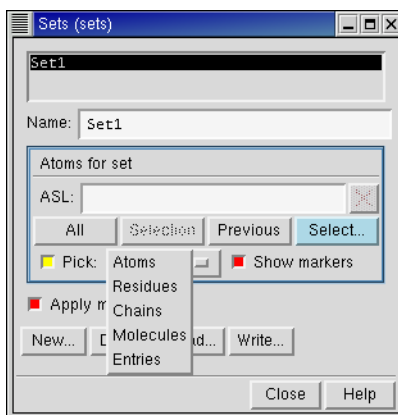 Sets (sets)
Set1
Name: Set1
Atoms for set
ASL:
All Selection Previous Select...
Pick: Atoms Show markers
Residues
Chains
Apply m
Molecules
New... ad... Write...
Entries
Close Help